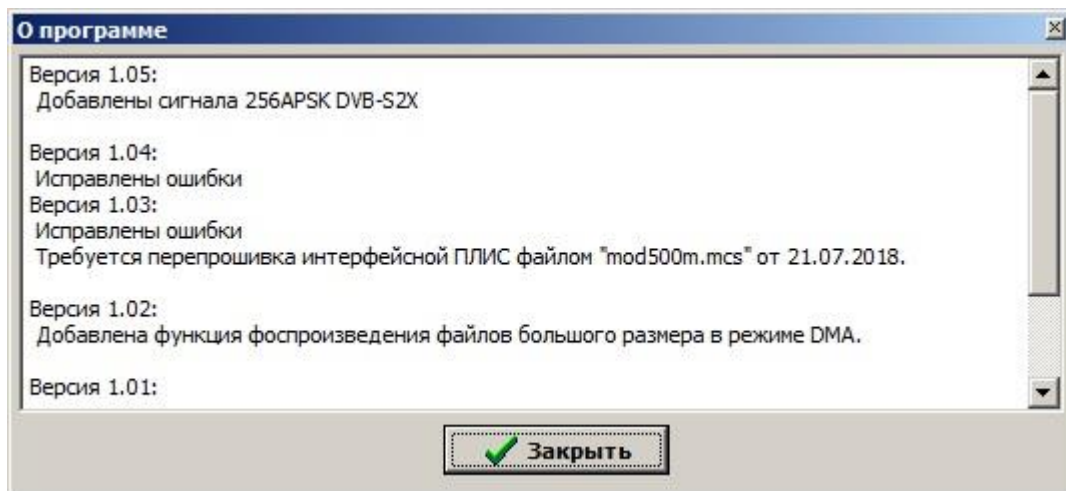 О программе
Версия 1.05:
Добавлены сигнала 256APSK DVB-S2X
Версия 1.04:
Исправлены ошибки
Версия 1.03:
Исправлены ошибки
Требуется перепрошивка интерфейсной ПЛИС файлом "mod500m.mcs" от 21.07.2018.
Версия 1.02:
Добавлена функция фоспроизведения файлов большого размера в режиме DMA.
Версия 1.01:
Закрыть